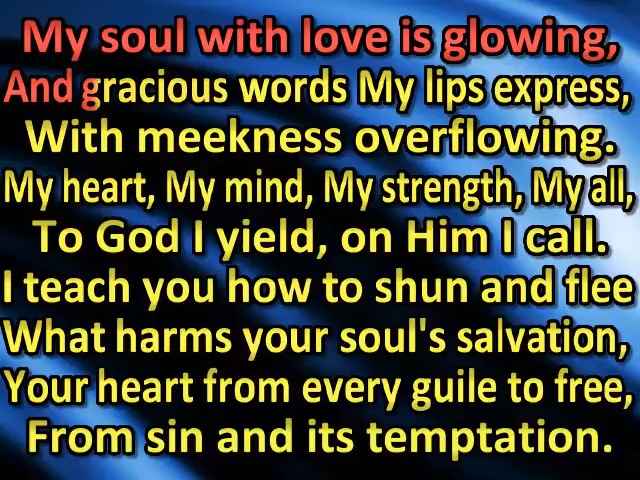 My soul with love is glowing,
And gracious words My lips express,
With meekness overflowing.
My heart, My mind, My strength, My all,
To God I yield, on Him I call.
I teach you how to shun and flee
What harms your soul's salvation,
Your heart from every guile to free,
From sin and its temptation.